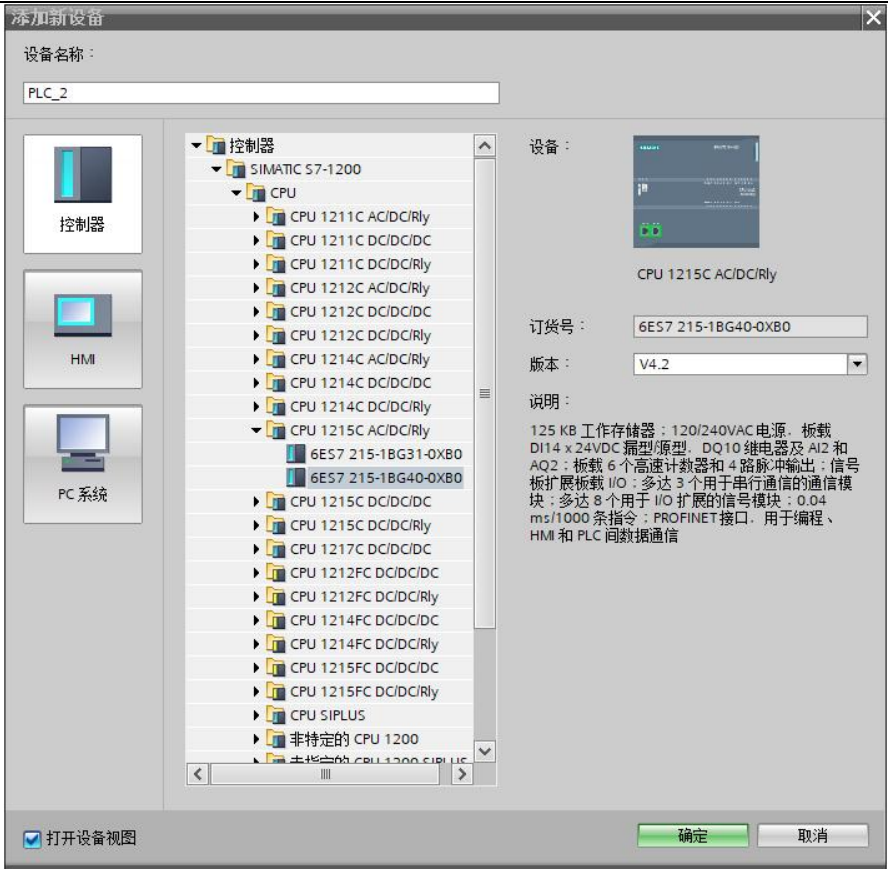 添加新设备
设备名称：
PLC_2
控制器
HMI
PC 系统
控制器
SIMATIC S7-1200
CPU
CPU 1211C AC/DC/Rly
CPU 1211C DC/DC/DC
CPU 1211C DC/DC/Rly
CPU 1212C AC/DC/Rly
CPU 1212C DC/DC/DC
CPU 1212C DC/DC/Rly
CPU 1214C AC/DC/Rly
CPU 1214C DC/DC/DC
CPU 1214C DC/DC/Rly
CPU 1215C AC/DC/Rly
6ES7 215-1BG31-0XB0
6ES7 215-1BG40-0XB0
CPU 1215C DC/DC/DC
CPU 1215C DC/DC/Rly
CPU 1217C DC/DC/DC
CPU 1212FC DC/DC/DC
CPU 1212FC DC/DC/Rly
CPU 1214FC DC/DC/DC
CPU 1214FC DC/DC/Rly
CPU 1215FC DC/DC/DC
CPU 1215FC DC/DC/Rly
CPU SIPLUS
非特定的 CPU 1200
未指定的 CPU 1200 SIPLUS
设备：
CPU 1215C AC/DC/Rly
订货号：
6ES7 215-1BG40-0XB0
版本：
V4.2
说明：
125 KB 工作存储器；120/240VAC 电源，板载
DI14 x 24VDC 漏型/源型，DQ10 继电器及 AI2 和
AQ2；板载 6 个高速计数器和 4 路脉冲输出；信号
板扩展板载 I/O；多达 3 个用于串行通信的通信模
块；多达 8 个用于 I/O 扩展的信号模块；0.04
ms/1000 条指令；PROFINET 接口，用于编程、
HMI 和 PLC 间数据通信
打开设备视图
确定
取消